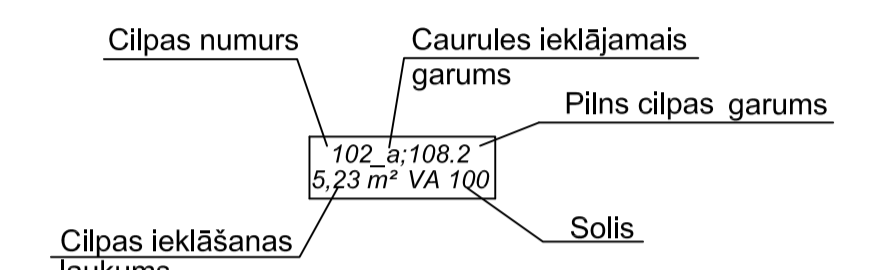 Cilpas numurs
Caurules ieklājamais
garums
Pilns cilpas garums
102_a;108.2
5,23 m² VA 100
Solis
Cilpas ieklāšanas
laukums